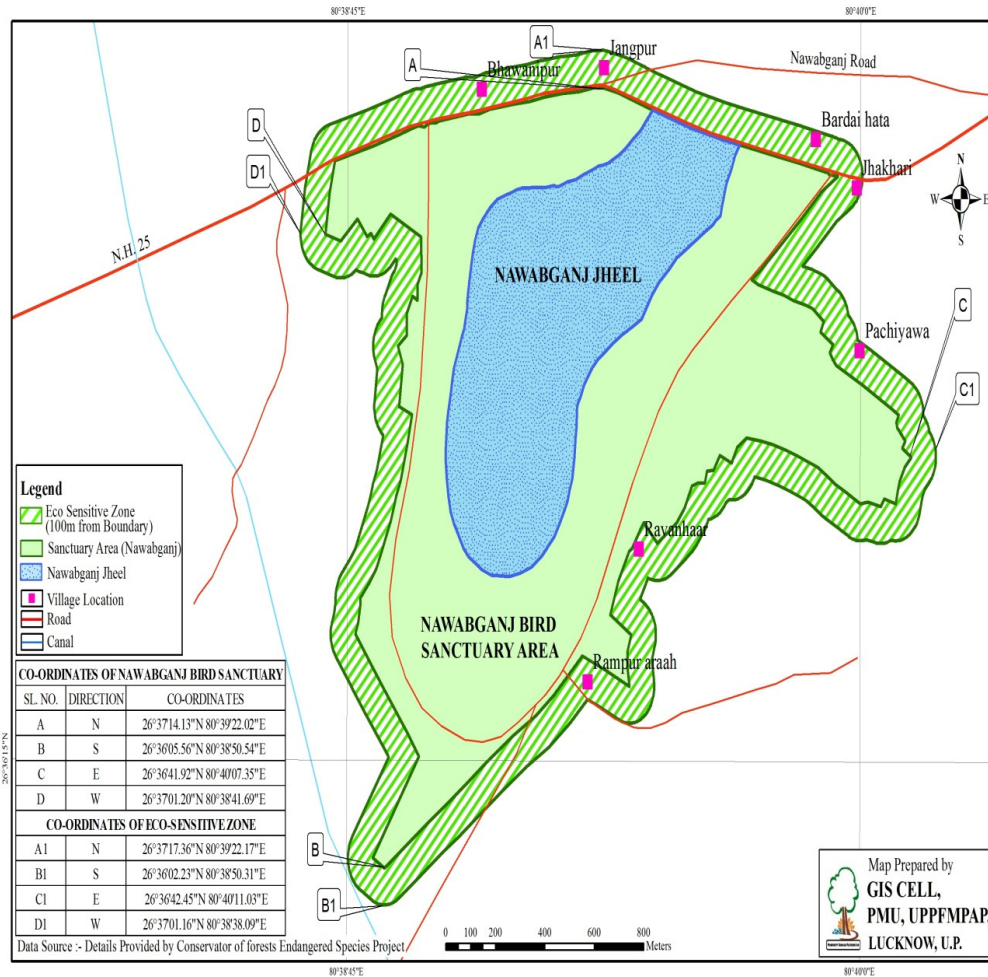 80°38'45"E
80°40'0"E
A1
Jangpur
A
Bhawanipur
Nawabganj Road
Bardai hata
D
Jhakhari
N
W
E
S
D1
N.H. 25
NAWABGANJ JHEEL
C
Pachiyawa
C1
Legend
Eco Sensitive Zone
(100m from Boundary)
Sanctuary Area (Nawabganj)
Nawabganj Jheel
Village Location
Road
Canal
Ravanhaar
NAWABGANJ BIRD
SANCTUARY AREA
Rampur araah
CO-ORDINATES OF NAWABGANJ BIRD SANCTUARY
SL. NO. DIRECTION CO-ORDINATES
A N 26°37'14.13"N 80°39'22.02"E
B S 26°36'05.56"N 80°38'50.54"E
C E 26°36'41.92"N 80°40'07.35"E
D W 26°37'01.20"N 80°38'41.69"E
CO-ORDINATES OF ECO-SENSITIVE ZONE
A1 N 26°37'17.36"N 80°39'22.17"E
B1 S 26°36'02.23"N 80°38'50.31"E
C1 E 26°36'42.45"N 80°40'11.03"E
D1 W 26°37'01.16"N 80°38'38.09"E
26°36'15"N
B
B1
Map Prepared by
GIS CELL,
PMU, UPPFMPAP,
LUCKNOW, U.P.
Data Source :- Details Provided by Conservator of forests Endangered Species Project
0 100 200 400 600 800
Meters
80°38'45"E
80°40'0"E